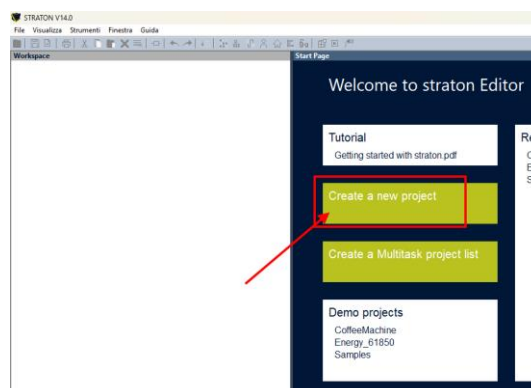 STRATON V14.0
File Visualizza Strumenti Finestra Guida
Workspace
Start Page
Welcome to straton Editor
Tutorial
Getting started with straton.pdf
Create a new project
Create a Multitask project list
Demo projects
CoffeeMachine
Energy_61850
Samples
Re
C
E
S